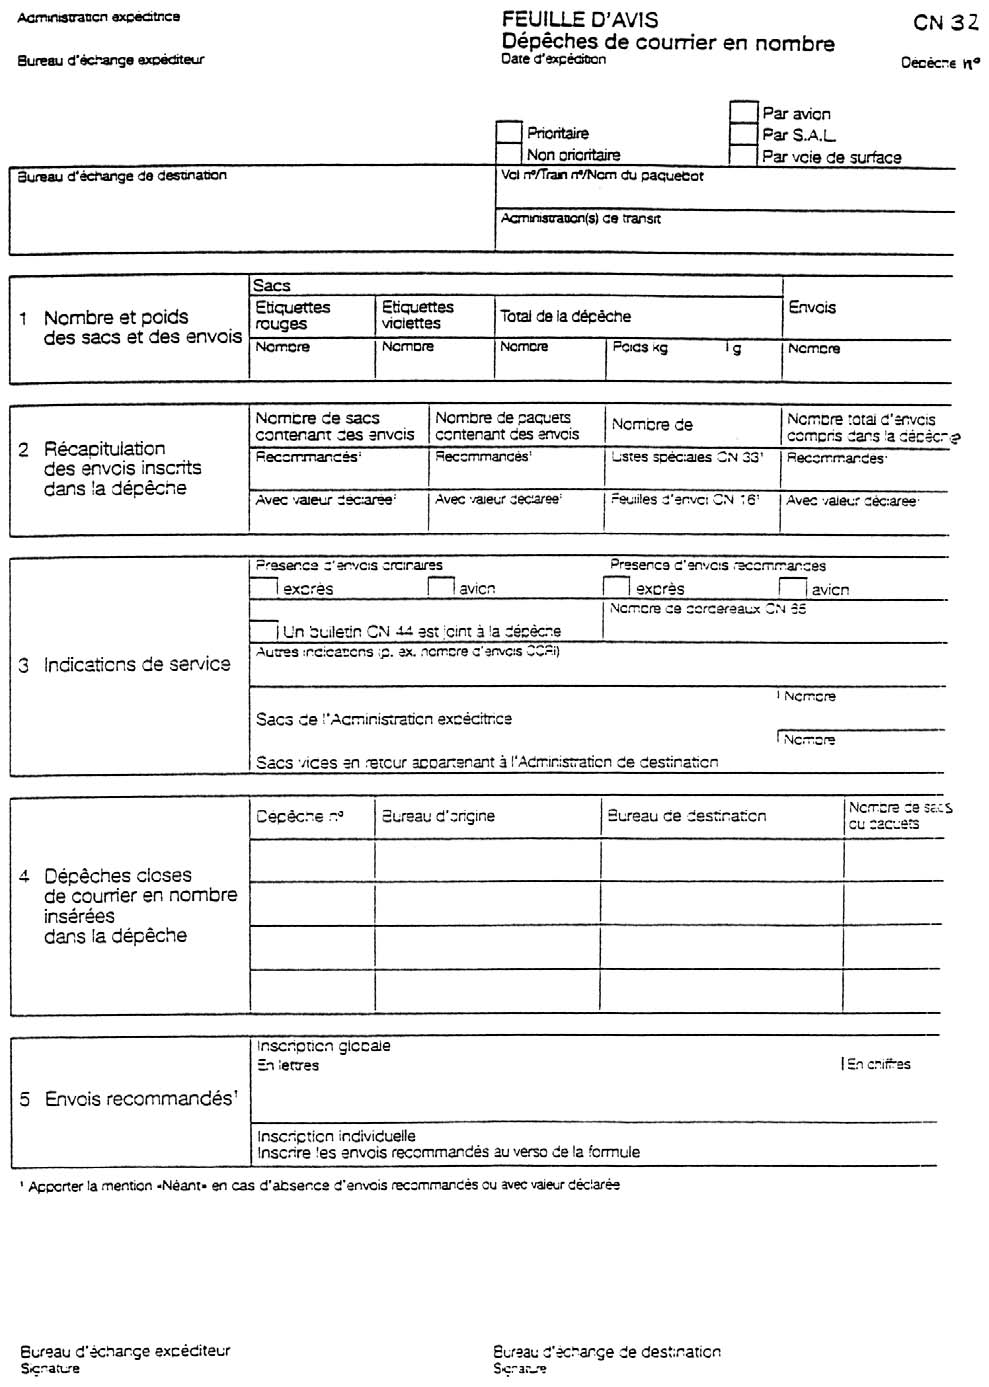 Administration expéditrice
FEUILLE D'AVIS
CN 32
Dépêches de courrier en nombre
Bureau d'échange expéditeur
Date d'expédition
Dépêche nº
Par avion
Prioritaire
Par S.A.L.
Non prioritaire
Par voie de surface
Bureau d'échange de destination
Vol nº/Train nº/Nom du paquebot
Administration(s) de transit
1 Nombre et poids
des sacs et des envois
Sacs
Etiquettes
rouges
Etiquettes
violettes
Total de la dépêche
Envois
Nombre
Nombre
Nombre
Poids kg
g
Nombre
2 Récapitulation
des envois inscrits
dans la dépêche
Nombre de sacs
contenant des envois
Nombre de paquets
contenant des envois
Nombre de
Nombre total d'envois
compris dans la dépêche
Recommandés¹
Recommandés¹
Listes spéciales CN 33¹
Recommandés¹
Avec valeur déclarée¹
Avec valeur déclarée¹
Feuilles d'envoi CN 16¹
Avec valeur déclarée¹
3 Indications de service
Présence d'envois ordinaires
Présence d'envois recommandés
exprès
avion
exprès
avion
Nombre de bordereaux CN 65
Un bulletin CN 44 est joint à la dépêche
Autres indications (p. ex. nombre d'envois CCRI)
Nombre
Sacs de l'Administration expéditrice
Nombre
Sacs vides en retour appartenant à l'Administration de destination
4 Dépêches closes
de courrier en nombre
insérées
dans la dépêche
Dépêche nº
Bureau d'origine
Bureau de destination
Nombre de sacs
ou paquets
5 Envois recommandés¹
Inscription globale
En lettres
En chiffres
Inscription individuelle
Inscrire les envois recommandés au verso de la formule
¹ Apporter la mention «Néant» en cas d'absence d'envois recommandés ou avec valeur déclarée
Bureau d'échange expéditeur
Signature
Bureau d'échange de destination
Signature